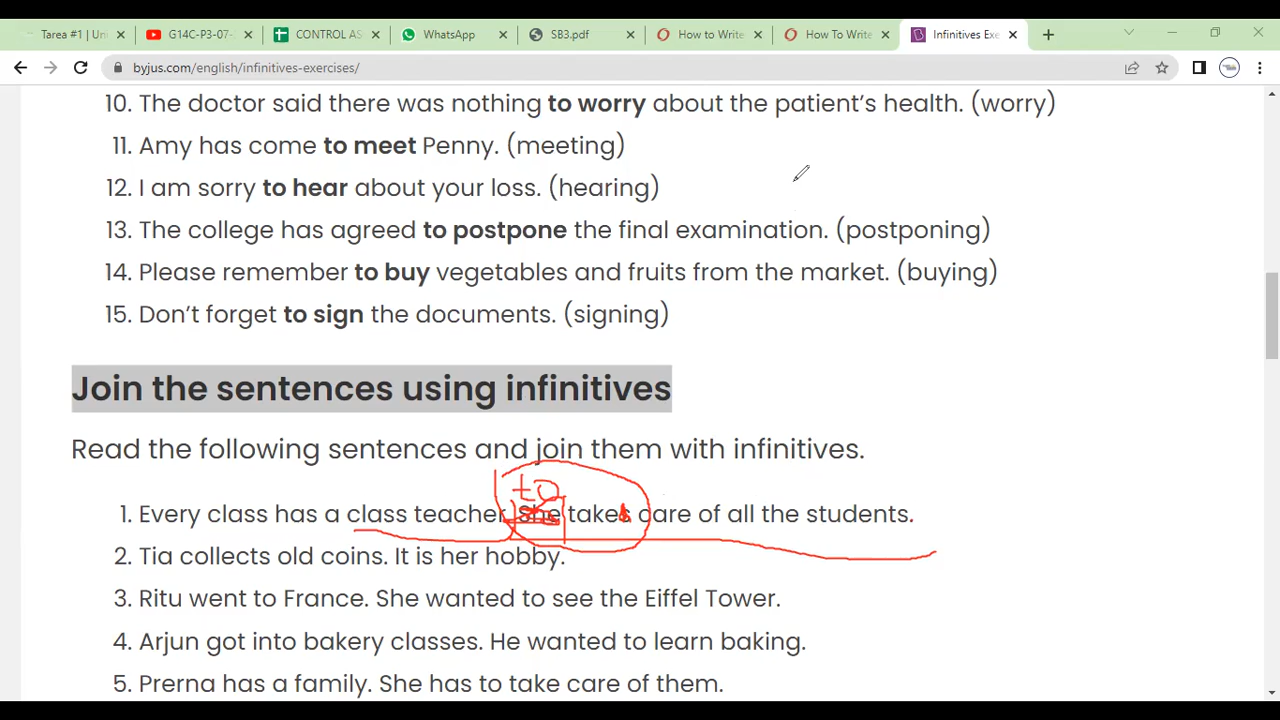 Tarea #1 | Uni
G14C-P3-07-
CONTROL AS
WhatsApp
SB3.pdf
How to Write
How To Write
Infinitives Exe
byjus.com/english/infinitives-exercises/
10. The doctor said there was nothing to worry about the patient's health. (worry)
11. Amy has come to meet Penny. (meeting)
12. I am sorry to hear about your loss. (hearing)
13. The college has agreed to postpone the final examination. (postponing)
14. Please remember to buy vegetables and fruits from the market. (buying)
15. Don't forget to sign the documents. (signing)
Join the sentences using infinitives
Read the following sentences and join them with infinitives.
to
1. Every class has a class teacher. She takes care of all the students.
2. Tia collects old coins. It is her hobby.
3. Ritu went to France. She wanted to see the Eiffel Tower.
4. Arjun got into bakery classes. He wanted to learn baking.
5. Prerna has a family. She has to take care of them.